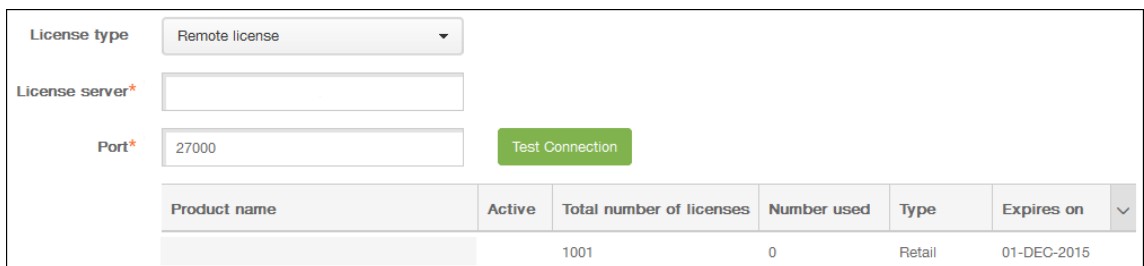 License type Remote license
License server*
Port* 27000 Test Connection
Product name Active Total number of licenses Number used Type Expires on
1001 0 Retail 01-DEC-2015